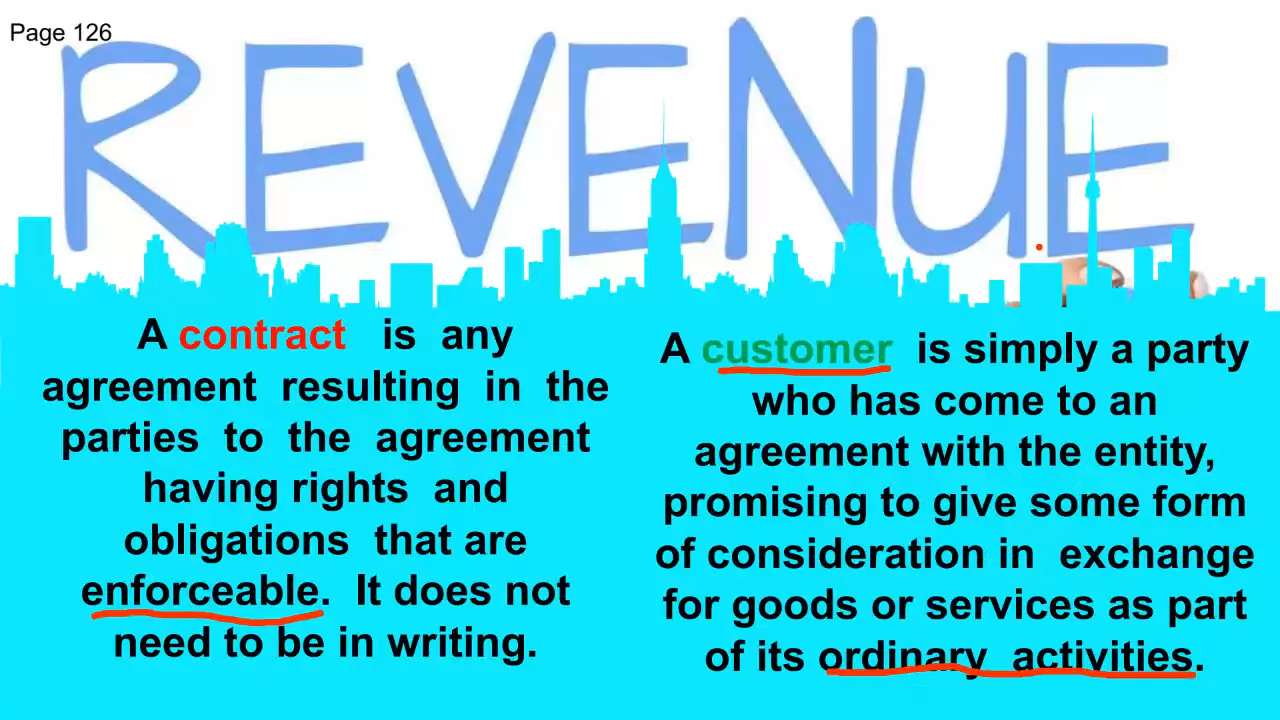 Page 126
REVENUE
A contract is any
agreement resulting in the
parties to the agreement
having rights and
obligations that are
enforceable. It does not
need to be in writing.
A customer is simply a party
who has come to an
agreement with the entity,
promising to give some form
of consideration in exchange
for goods or services as part
of its ordinary activities.